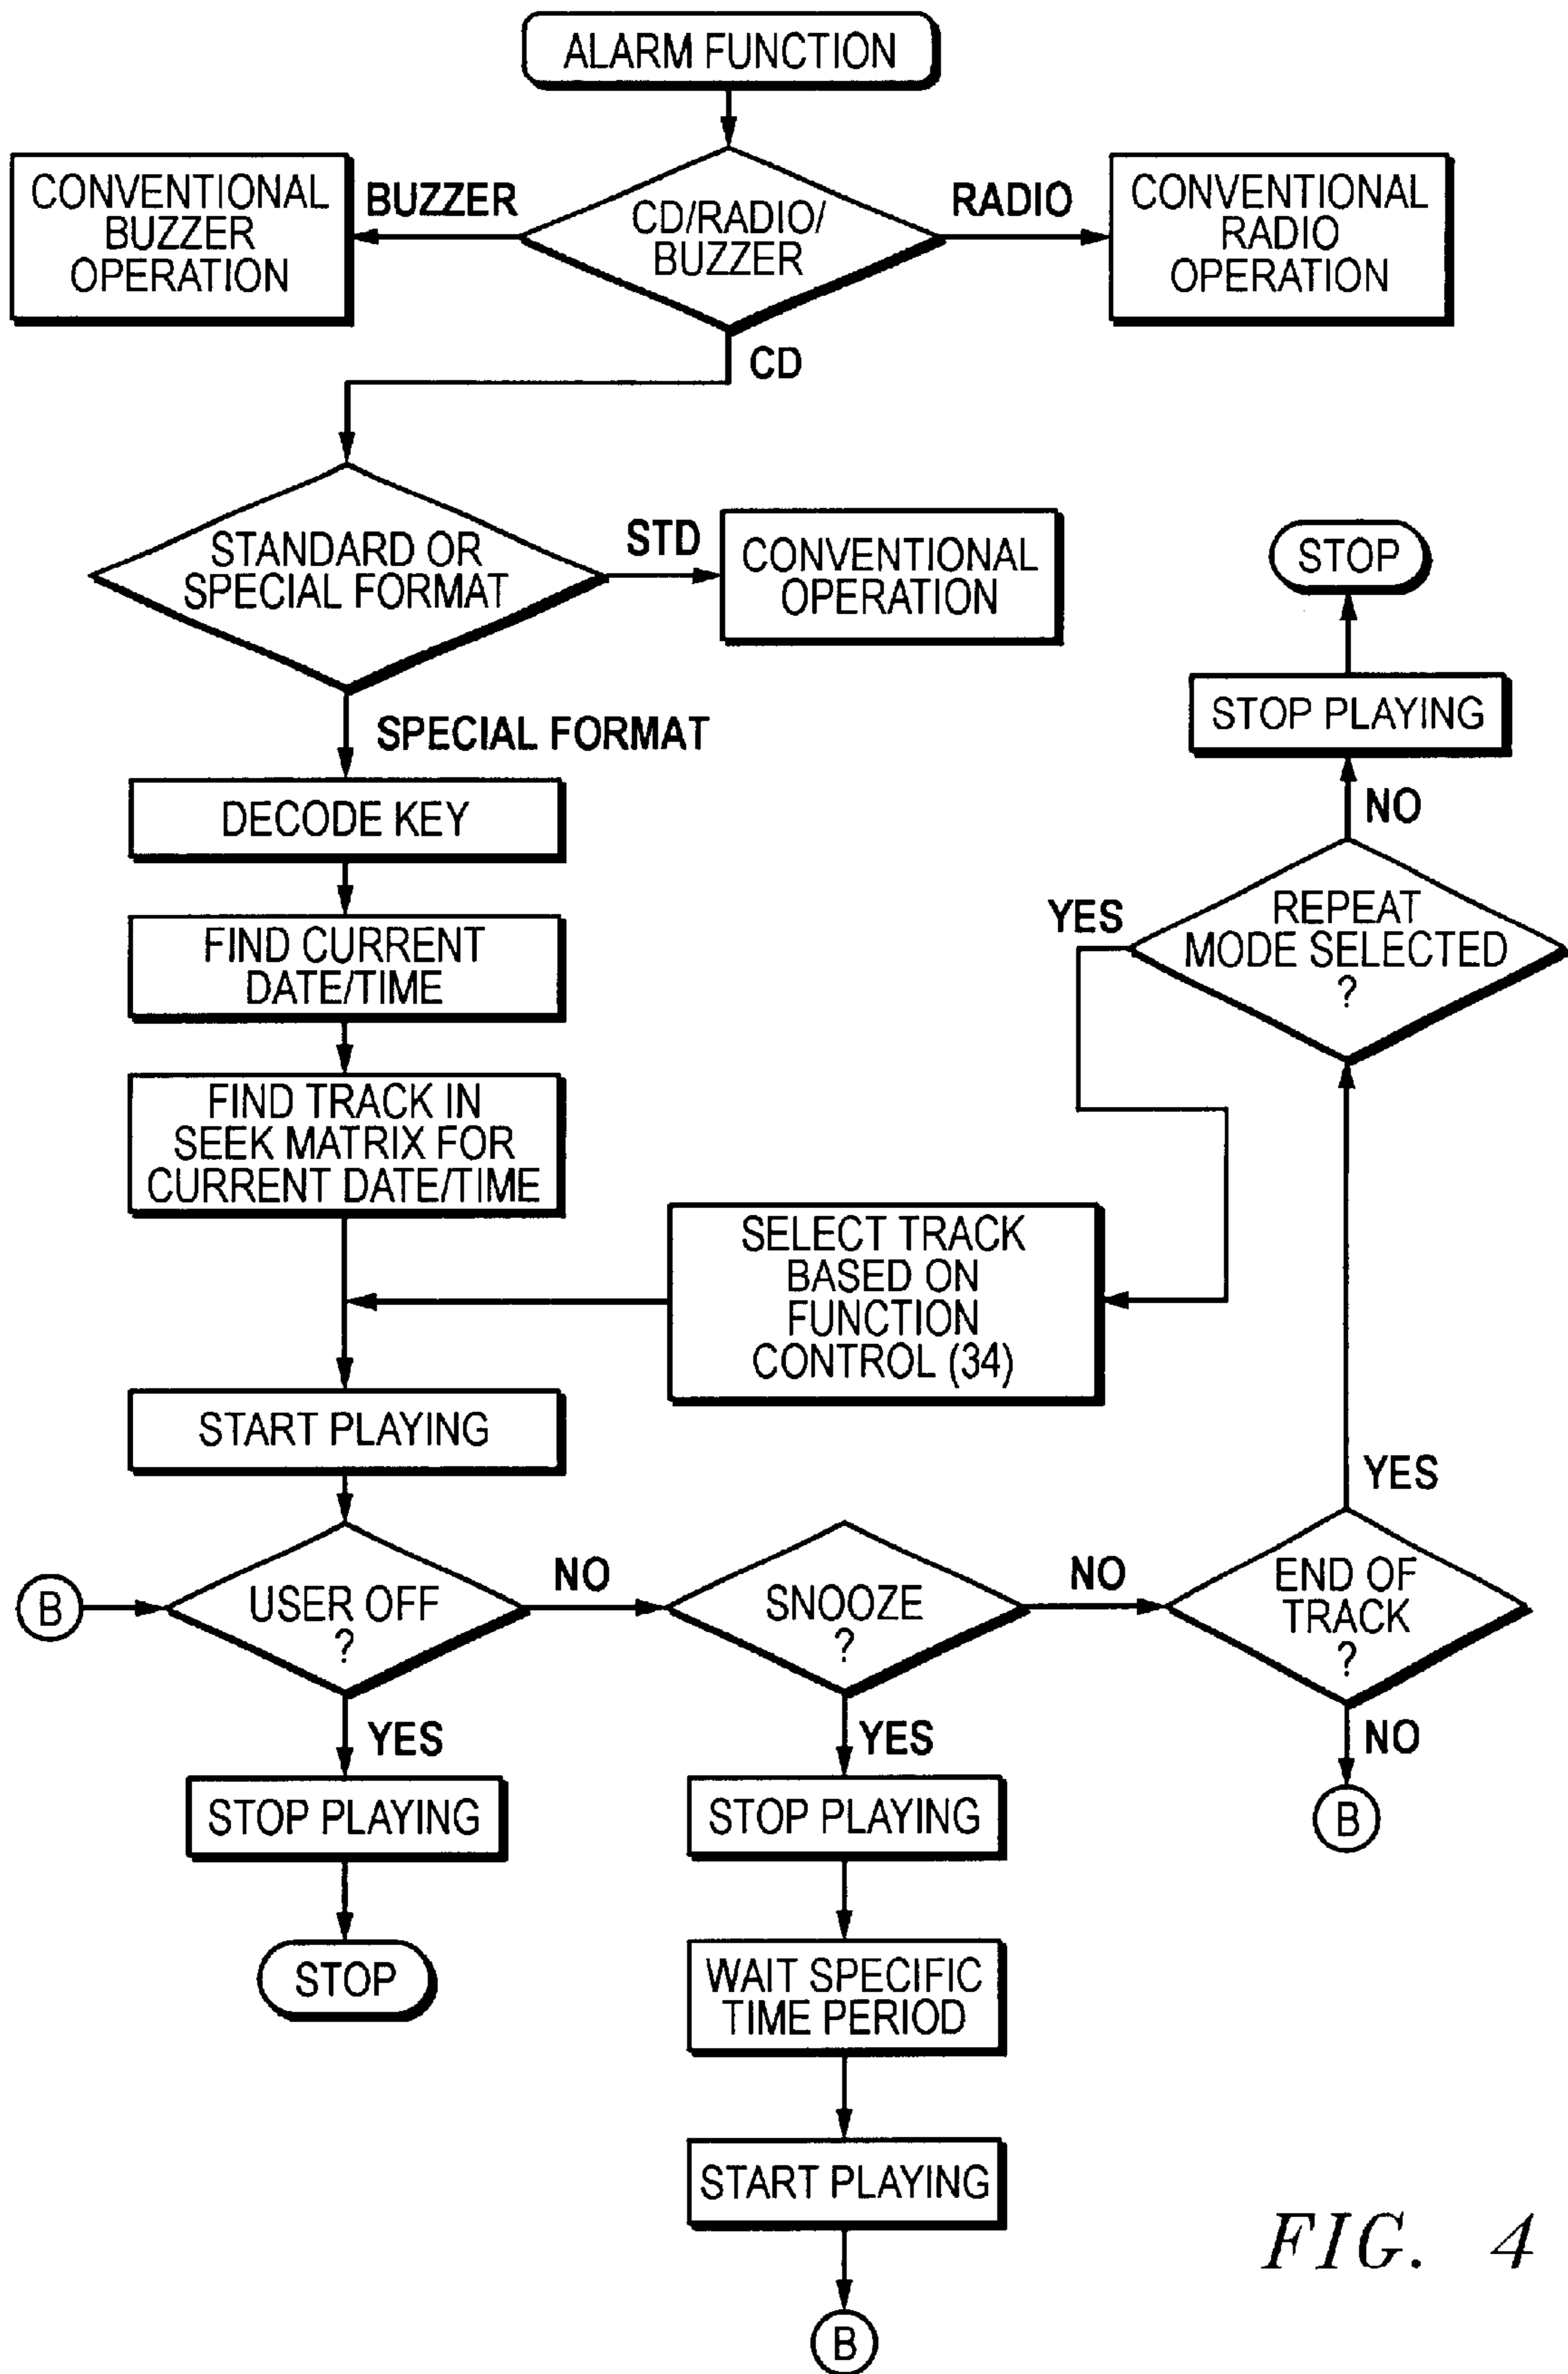 ALARM FUNCTION
CONVENTIONAL
BUZZER
OPERATION
BUZZER
CD/RADIO/
BUZZER
RADIO
CONVENTIONAL
RADIO
OPERATION
CD
STANDARD OR
SPECIAL FORMAT
STD
CONVENTIONAL
OPERATION
STOP
STOP PLAYING
SPECIAL FORMAT
NO
DECODE KEY
REPEAT
MODE SELECTED
?
YES
FIND CURRENT
DATE/TIME
FIND TRACK IN
SEEK MATRIX FOR
CURRENT DATE/TIME
SELECT TRACK
BASED ON
FUNCTION
CONTROL (34)
START PLAYING
YES
B
USER OFF
?
NO
SNOOZE
?
NO
END OF
TRACK
?
YES
YES
NO
STOP PLAYING
STOP PLAYING
B
STOP
WAIT SPECIFIC
TIME PERIOD
START PLAYING
B
FIG. 4